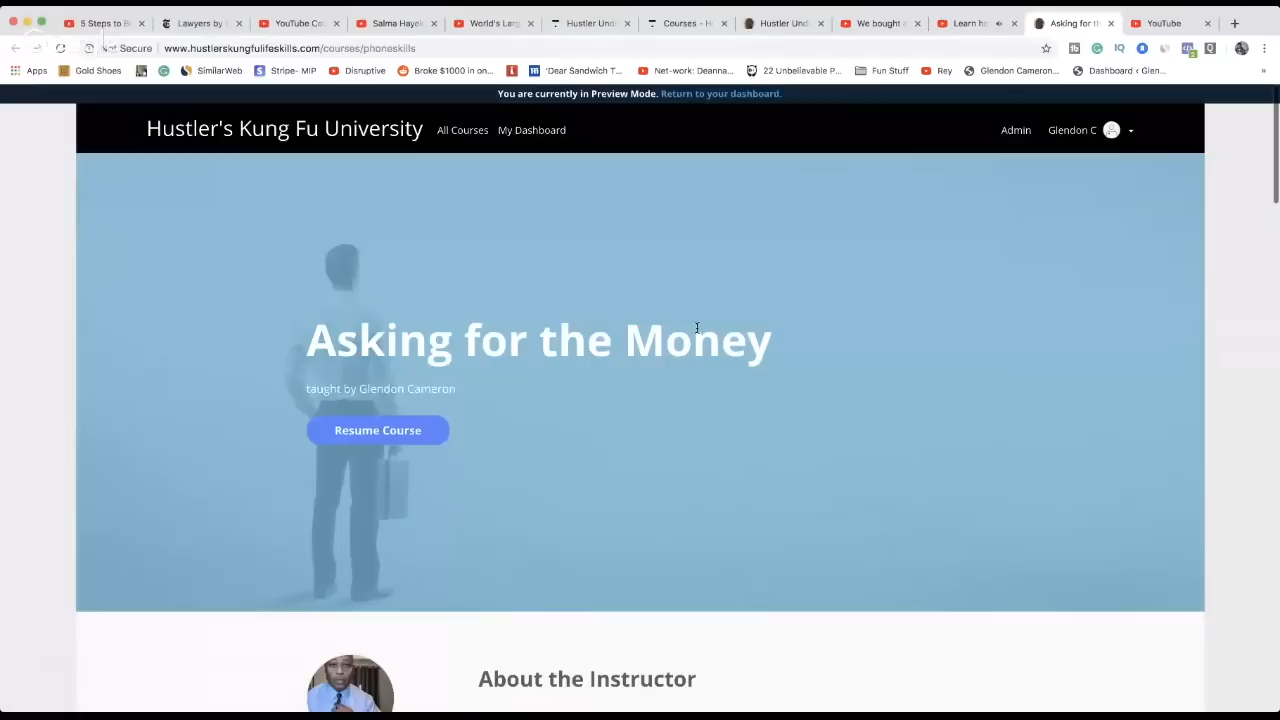 5 Steps to B
Lawyers by
YouTube Cou
Salma Hayek
World's Larg
Hustler Und
Courses - H
Hustler Und
We bought a
Learn ho
Asking for th
YouTube
Not Secure
www.hustlerskungfulifeskills.com/courses/phoneskills
Apps
Gold Shoes
SimilarWeb
Stripe- MIP
Disruptive
Broke $1000 in on...
'Dear Sandwich T...
Net-work: Deanna...
22 Unbelievable P...
Fun Stuff
Rey
Glendon Cameron...
Dashboard ‹ Glen...
»
You are currently in Preview Mode. Return to your dashboard.
Hustler's Kung Fu University
All Courses
My Dashboard
Admin
Glendon C
Asking for the Money
taught by Glendon Cameron
Resume Course
About the Instructor